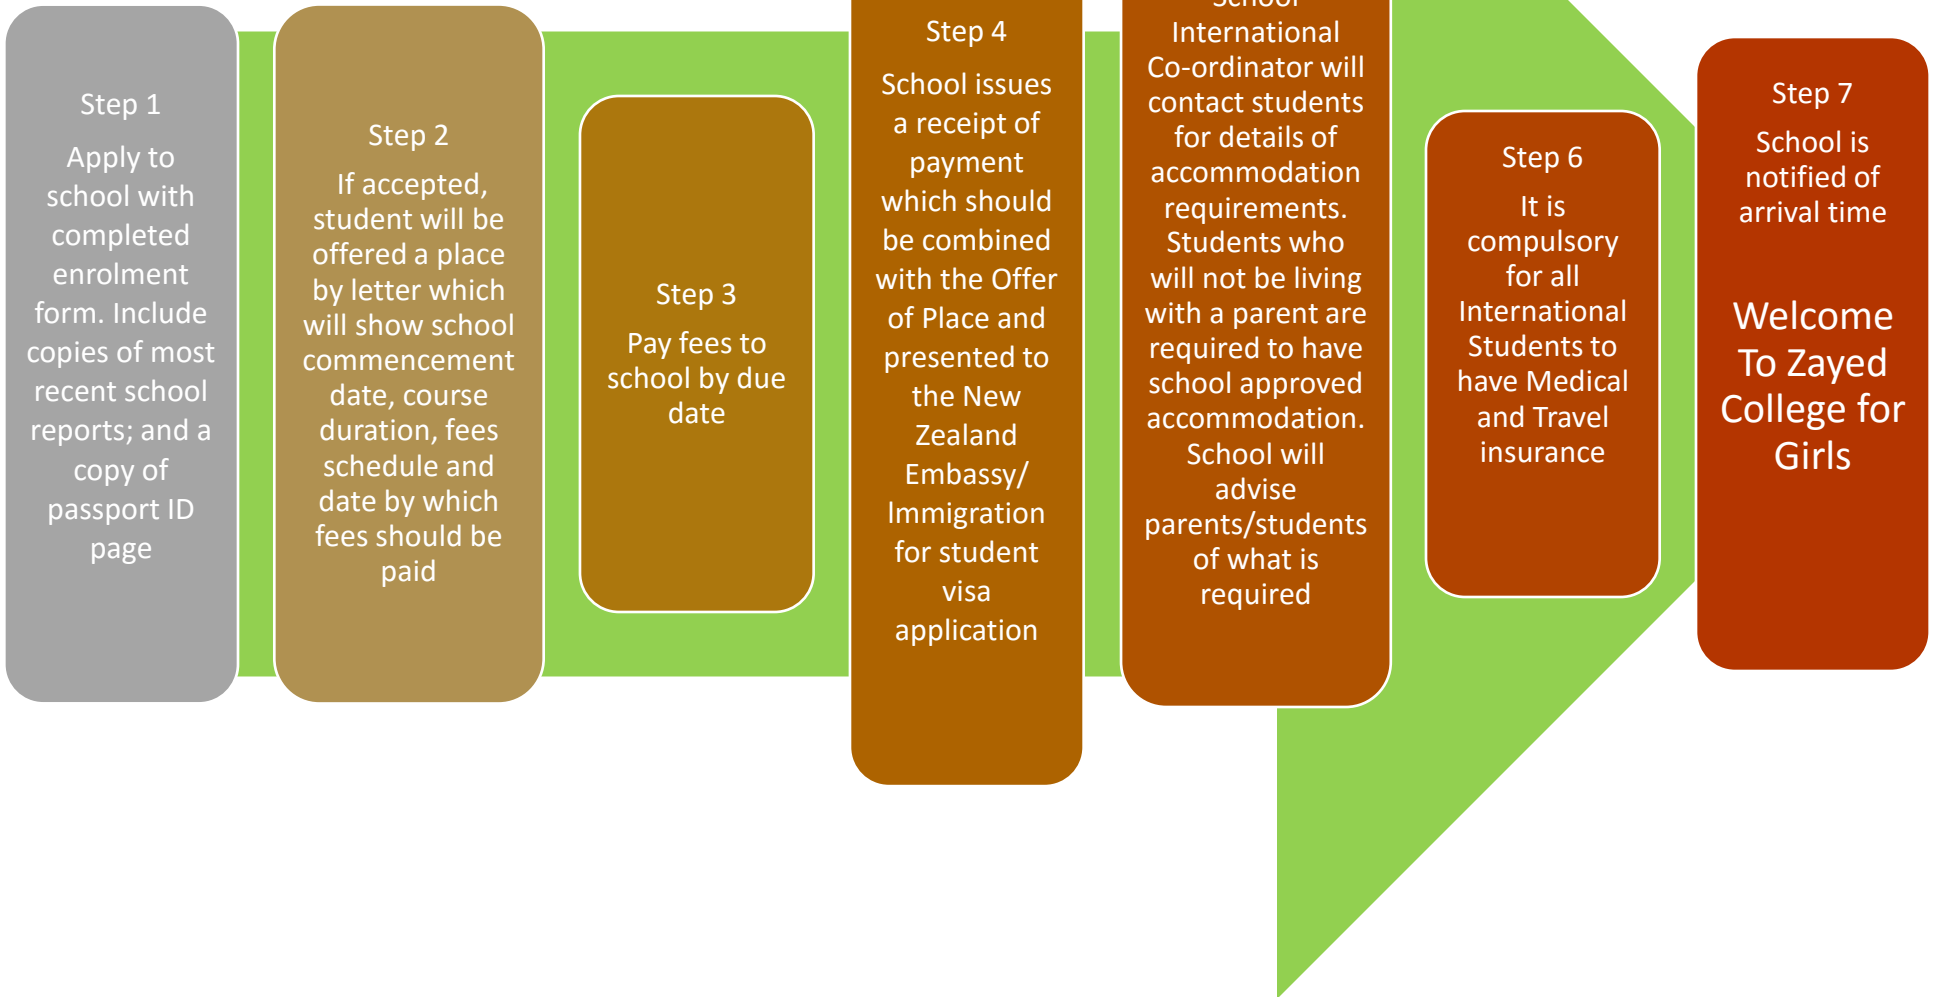 Step 1
Apply to
school with
completed
enrolment
form. Include
copies of most
recent school
reports; and a
copy of
passport ID
page
Step 2
If accepted,
student will be
offered a place
by letter which
will show school
commencement
date, course
duration, fees
schedule and
date by which
fees should be
paid
Step 3
Pay fees to
school by due
date
Step 4
School issues
a receipt of
payment
which should
be combined
with the Offer
of Place and
presented to
the New
Zealand
Embassy/
Immigration
for student
visa
application
School
International
Co-ordinator will
contact students
for details of
accommodation
requirements.
Students who
will not be living
with a parent are
required to have
school approved
accommodation.
School will
advise
parents/students
of what is
required
Step 6
It is
compulsory
for all
International
Students to
have Medical
and Travel
insurance
Step 7
School is
notified of
arrival time
Welcome
To Zayed
College for
Girls